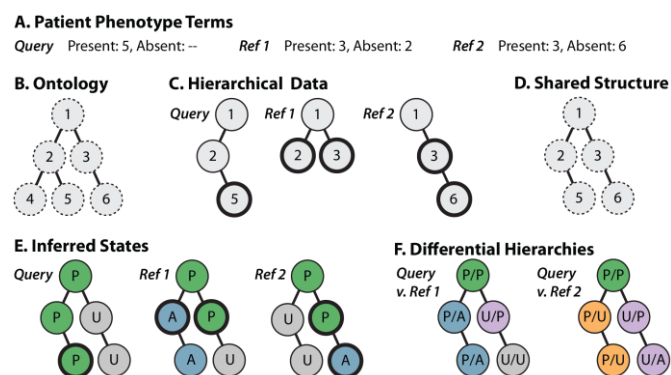 A. Patient Phenotype Terms
Query Present: 5, Absent: -- Ref 1 Present: 3, Absent: 2 Ref 2 Present: 3, Absent: 6
B. Ontology
1
2 3
4 5 6
C. Hierarchical Data
Query 1
2
5
Ref 1 1
2 3
Ref 2 1
3
6
D. Shared Structure
1
2 3
5 6
E. Inferred States
Query P
P U
P U
Ref 1 P
A P
A U
Ref 2 P
U P
U A
F. Differential Hierarchies
Query
v. Ref 1
P/P
P/A U/P
P/A U/U
Query
v. Ref 2
P/P
P/U U/P
P/U U/A